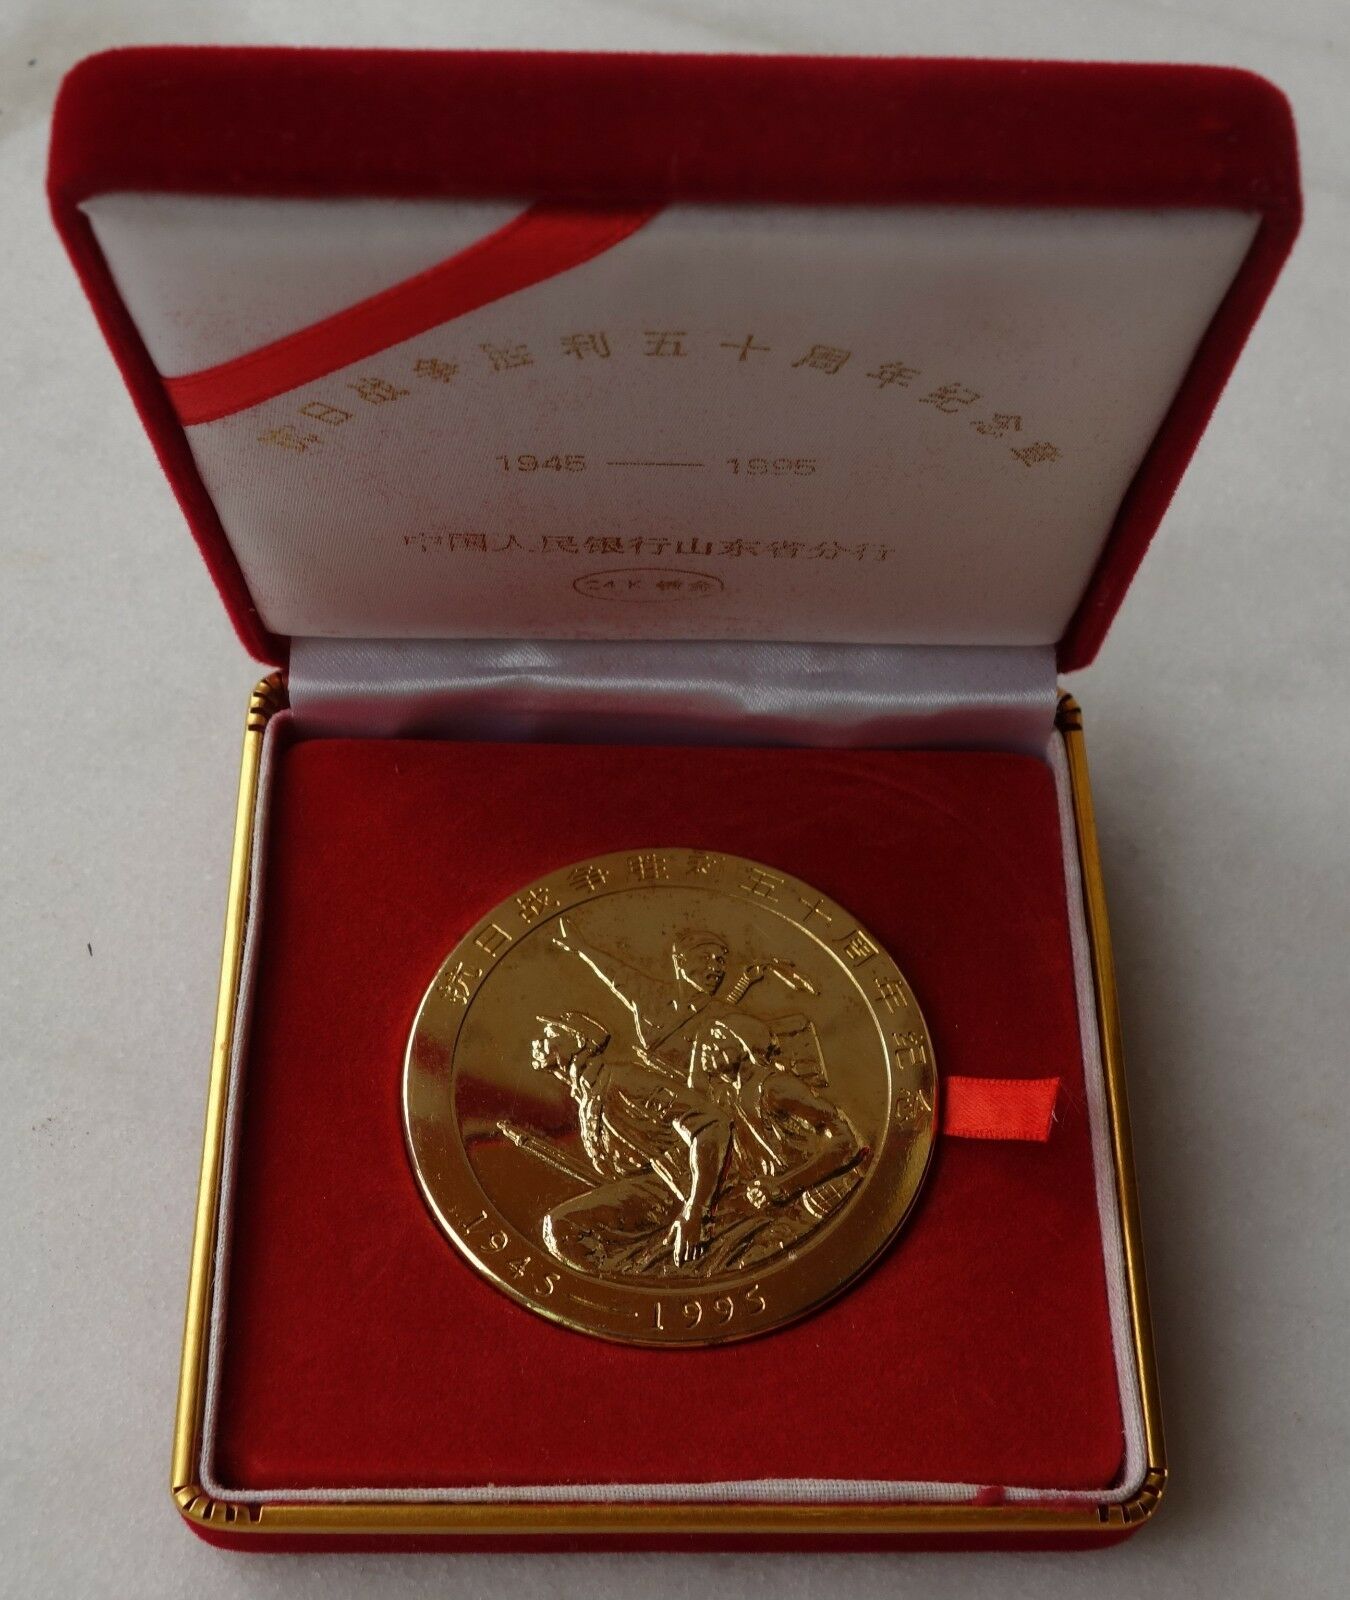 抗日战争胜利五十周年纪念章
1945 —— 1995
中国人民银行山东省分行
24K 镀金
抗日战争胜利五十周年纪念
1945—1995